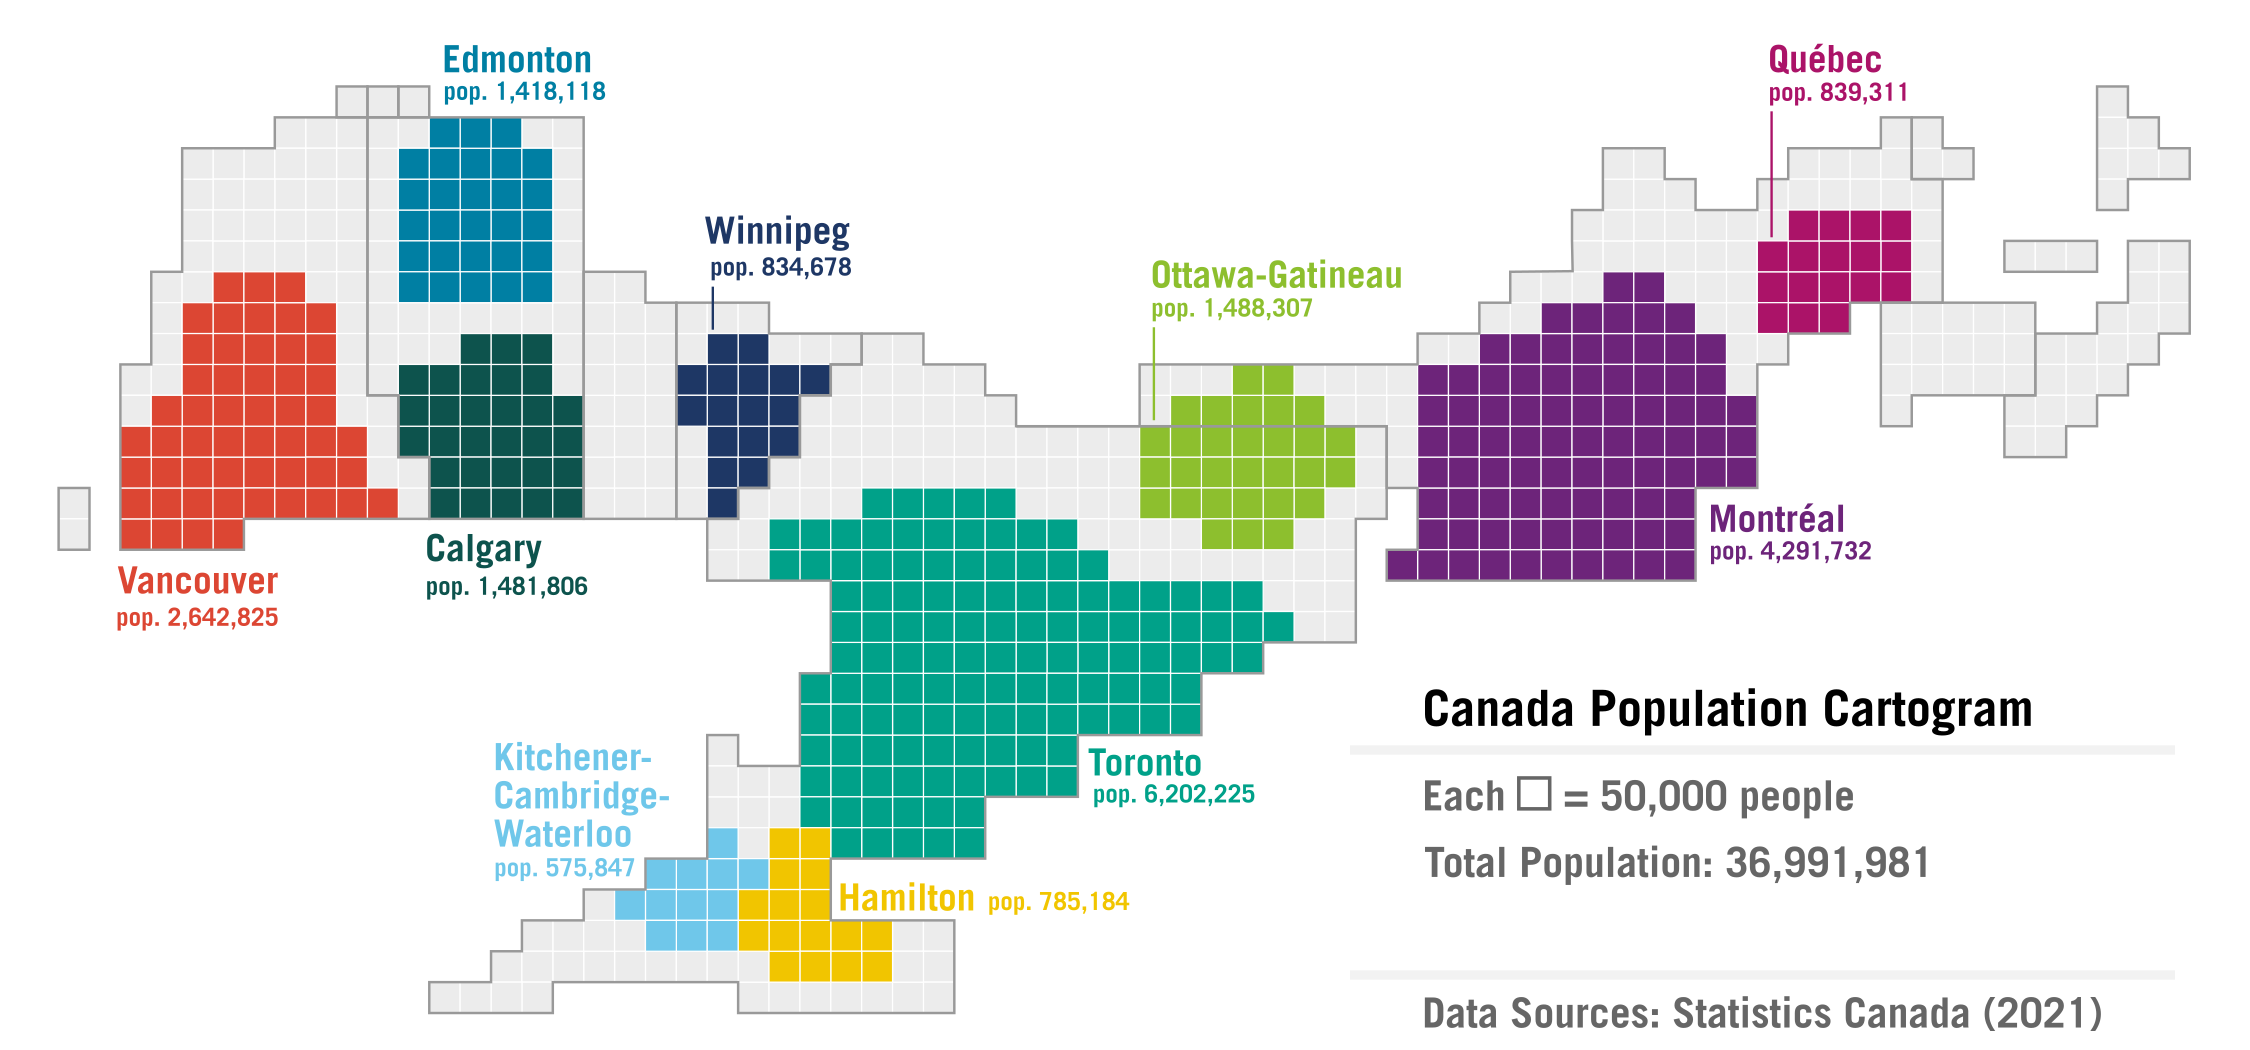 Edmonton
pop. 1,418,118
Québec
pop. 839,311
Winnipeg
pop. 834,678
Ottawa-Gatineau
pop. 1,488,307
Calgary
pop. 1,481,806
Vancouver
pop. 2,642,825
Montréal
pop. 4,291,732
Kitchener-
Cambridge-
Waterloo
pop. 575,847
Toronto
pop. 6,202,225
Hamilton pop. 785,184
Canada Population Cartogram
Each □ = 50,000 people
Total Population: 36,991,981
Data Sources: Statistics Canada (2021)